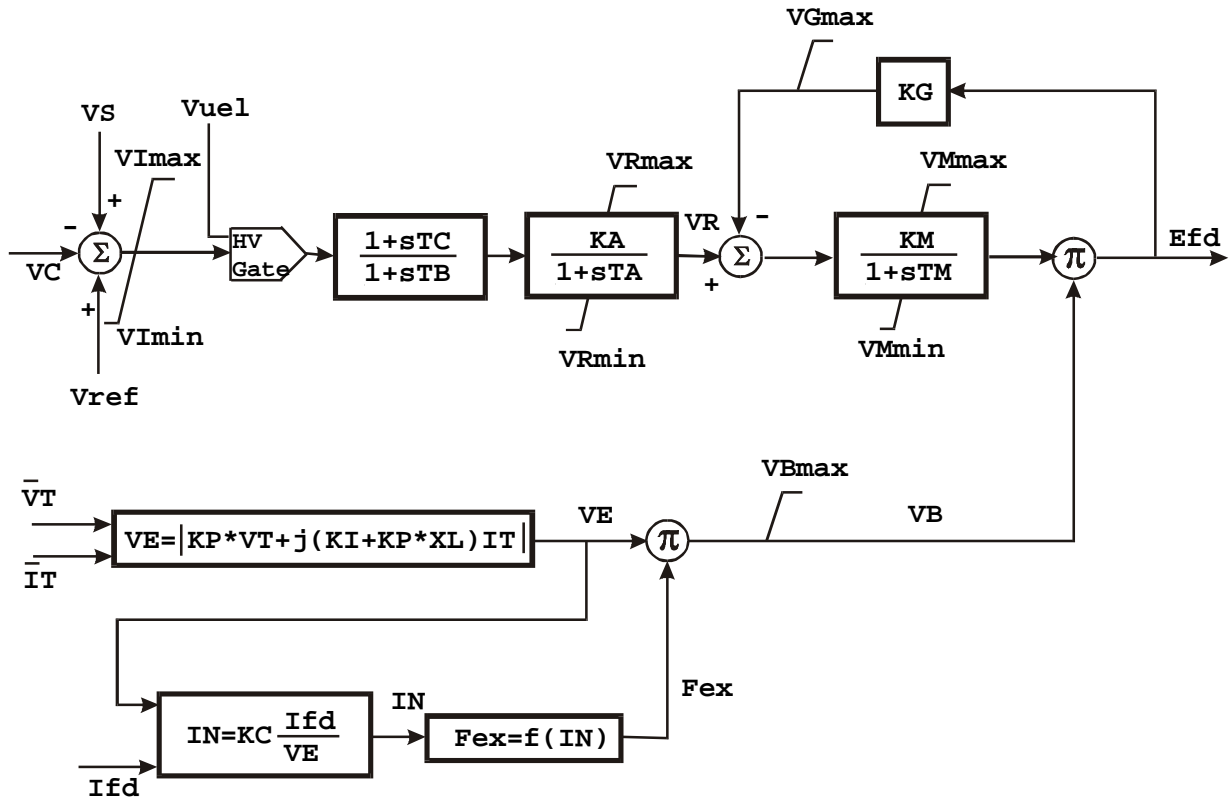 VGmax
KG
VS
Vuel
VImax
VRmax
VMmax
+
-
-
HV
Gate
1+sTC
1+sTB
KA
1+sTA
VR
KM
1+sTM
Efd
Σ
Σ
π
VC
+
+
VImin
VRmin
VMmin
Vref
V̅T
I̅T
VE=|KP*VT+j(KI+KP*XL)IT|
VE
π
VBmax
VB
Fex
IN=KC Ifd
VE
IN
Fex=f(IN)
Ifd